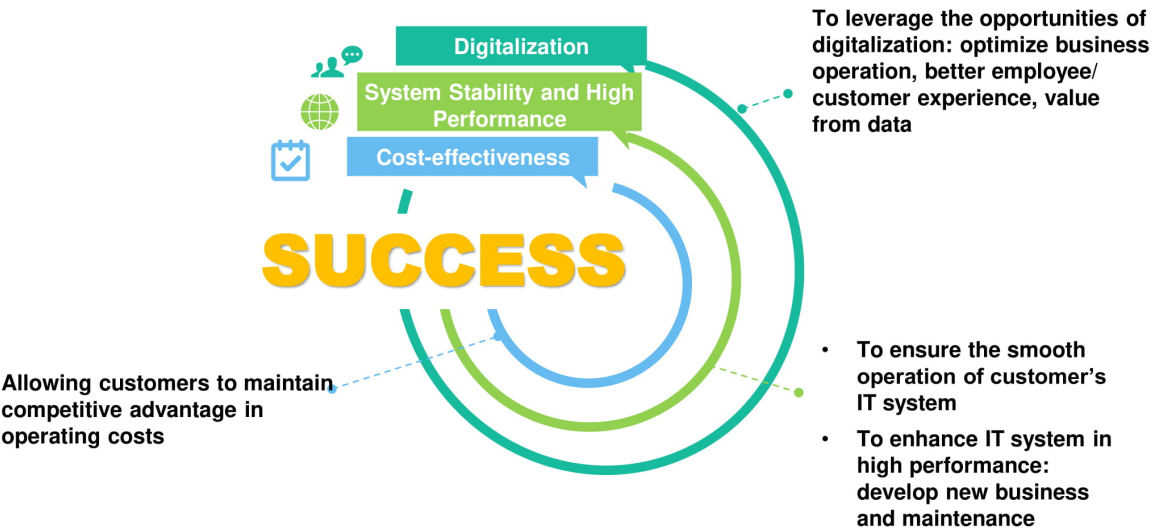 Digitalization
System Stability and High
Performance
Cost-effectiveness
SUCCESS
To leverage the opportunities of
digitalization: optimize business
operation, better employee/
customer experience, value
from data
Allowing customers to maintain
competitive advantage in
operating costs
• To ensure the smooth
operation of customer's
IT system
• To enhance IT system in
high performance:
develop new business
and maintenance